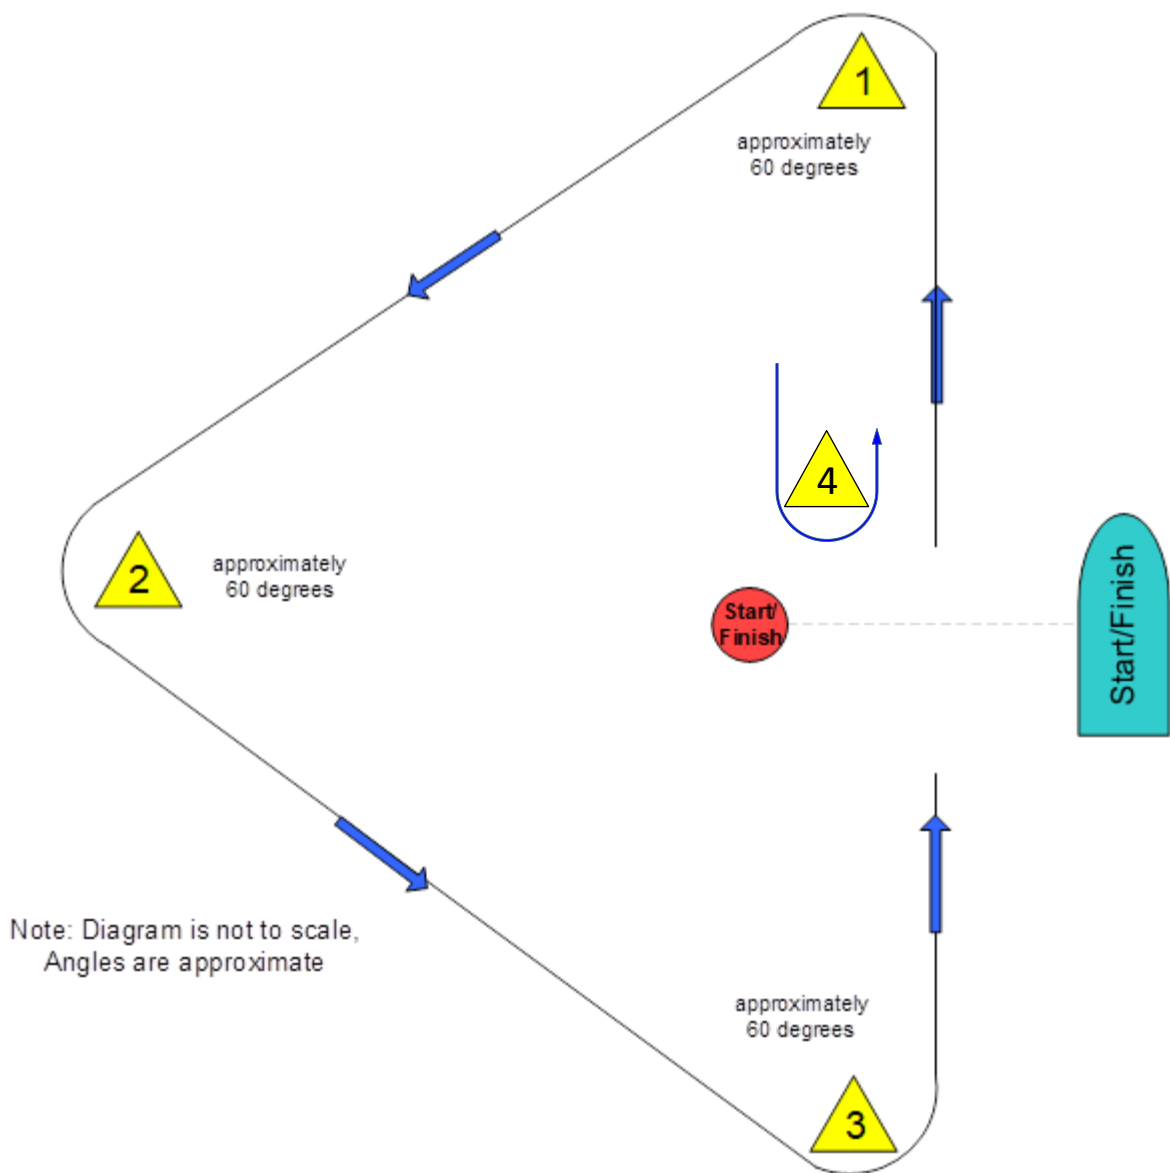 1
approximately
60 degrees
4
2
approximately
60 degrees
Start/
Finish
Start/Finish
Note: Diagram is not to scale,
Angles are approximate
approximately
60 degrees
3